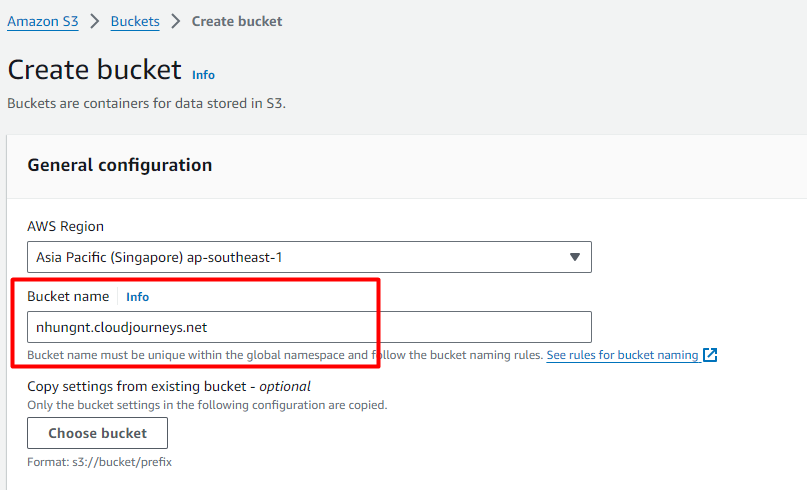 Amazon S3 > Buckets > Create bucket
Create bucket Info
Buckets are containers for data stored in S3.
General configuration
AWS Region
Asia Pacific (Singapore) ap-southeast-1
Bucket name Info
nhungnt.cloudjourneys.net
Bucket name must be unique within the global namespace and follow the bucket naming rules. See rules for bucket naming
Copy settings from existing bucket - optional
Only the bucket settings in the following configuration are copied.
Choose bucket
Format: s3://bucket/prefix